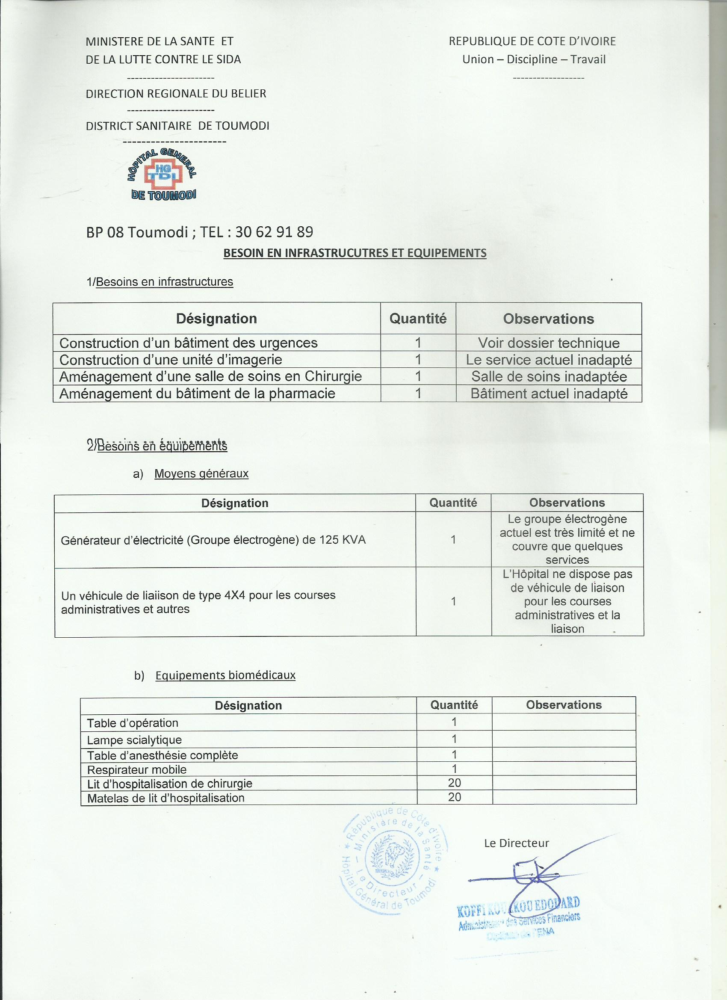 MINISTERE DE LA SANTE ET
DE LA LUTTE CONTRE LE SIDA
----------------------
DIRECTION REGIONALE DU BELIER
----------------------
DISTRICT SANITAIRE DE TOUMODI
----------------------
REPUBLIQUE DE COTE D'IVOIRE
Union – Discipline – Travail
------------------
HÔPITAL GENERAL
HG
TDI
DE TOUMODI
BP 08 Toumodi ; TEL : 30 62 91 89
BESOIN EN INFRASTRUCUTRES ET EQUIPEMENTS
1/Besoins en infrastructures
Désignation Quantité Observations
Construction d'un bâtiment des urgences 1 Voir dossier technique
Construction d'une unité d'imagerie 1 Le service actuel inadapté
Aménagement d'une salle de soins en Chirurgie 1 Salle de soins inadaptée
Aménagement du bâtiment de la pharmacie 1 Bâtiment actuel inadapté
2/Besoins en équipements
a) Moyens généraux
Désignation Quantité Observations
Générateur d'électricité (Groupe électrogène) de 125 KVA 1
Le groupe électrogène
actuel est très limité et ne
couvre que quelques
services
Un véhicule de liaiison de type 4X4 pour les courses
administratives et autres
1
L'Hôpital ne dispose pas
de véhicule de liaison
pour les courses
administratives et la
liaison
b) Equipements biomédicaux
Désignation Quantité Observations
Table d'opération 1
Lampe scialytique 1
Table d'anesthésie complète 1
Respirateur mobile 1
Lit d'hospitalisation de chirurgie 20
Matelas de lit d'hospitalisation 20
République de Côte d'Ivoire
Ministère de la Santé
Le Directeur
Hôpital Général de Toumodi
Le Directeur
KOFFI EDOUARD
des Services Financiers
ENA